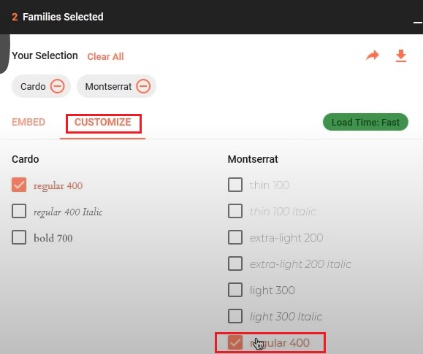 2 Families Selected
Your Selection Clear All
Cardo Montserrat
EMBED CUSTOMIZE Load Time: Fast
Cardo Montserrat
regular 400 thin 100
regular 400 Italic thin 100 Italic
bold 700 extra-light 200
extra-light 200 Italic
light 300
light 300 Italic
regular 400